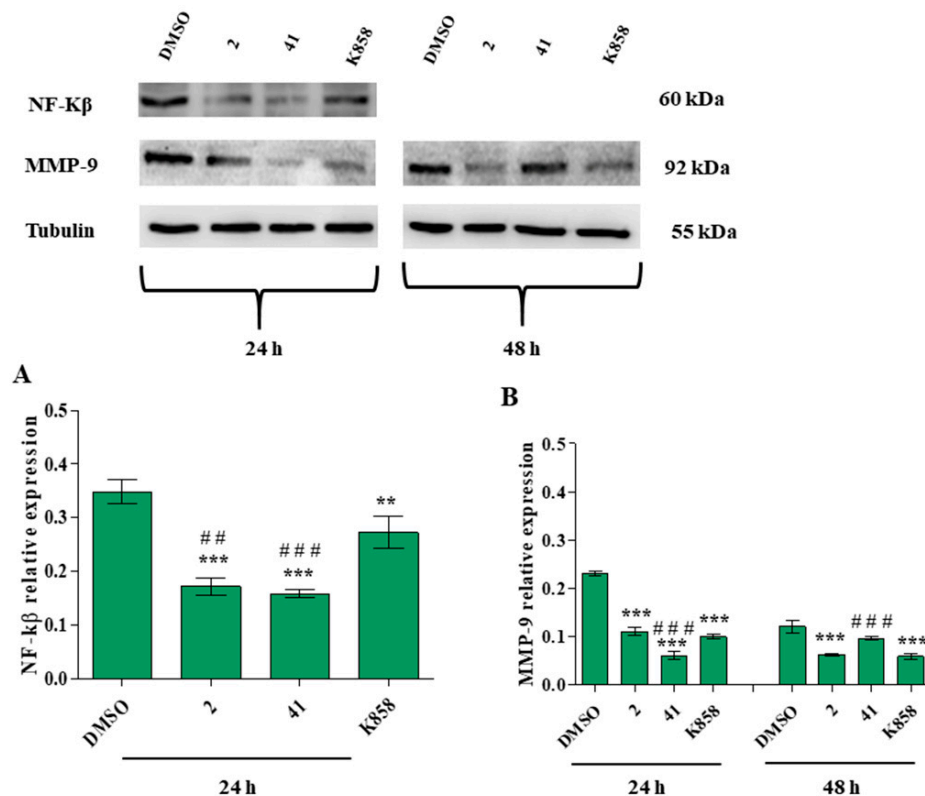 DMSO 2 41 K858 DMSO 2 41 K858
NF-Kβ 60 kDa
MMP-9 92 kDa
Tubulin 55 kDa
24 h 48 h
A
NF-kβ relative expression
0.5
0.4
0.3
0.2
0.1
0.0
## ### **
*** ***
DMSO 2 41 K858
24 h
B
MMP-9 relative expression
0.5
0.4
0.3
0.2
0.1
0.0
*** ### *** *** ### ***
***
DMSO 2 41 K858 DMSO 2 41 K858
24 h 48 h